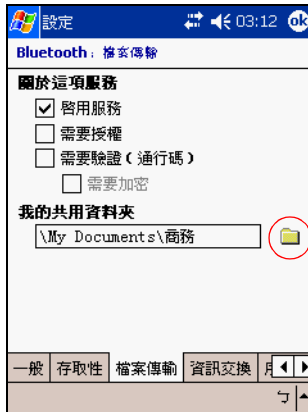 設定 03:12 ok
Bluetooth：檔案傳輸
關於這項服務
啓用服務
需要授權
需要驗證（通行碼）
需要加密
我的共用資料夾
\My Documents\商務
一般 存取性 檔案傳輸 資訊交換
ㄅ